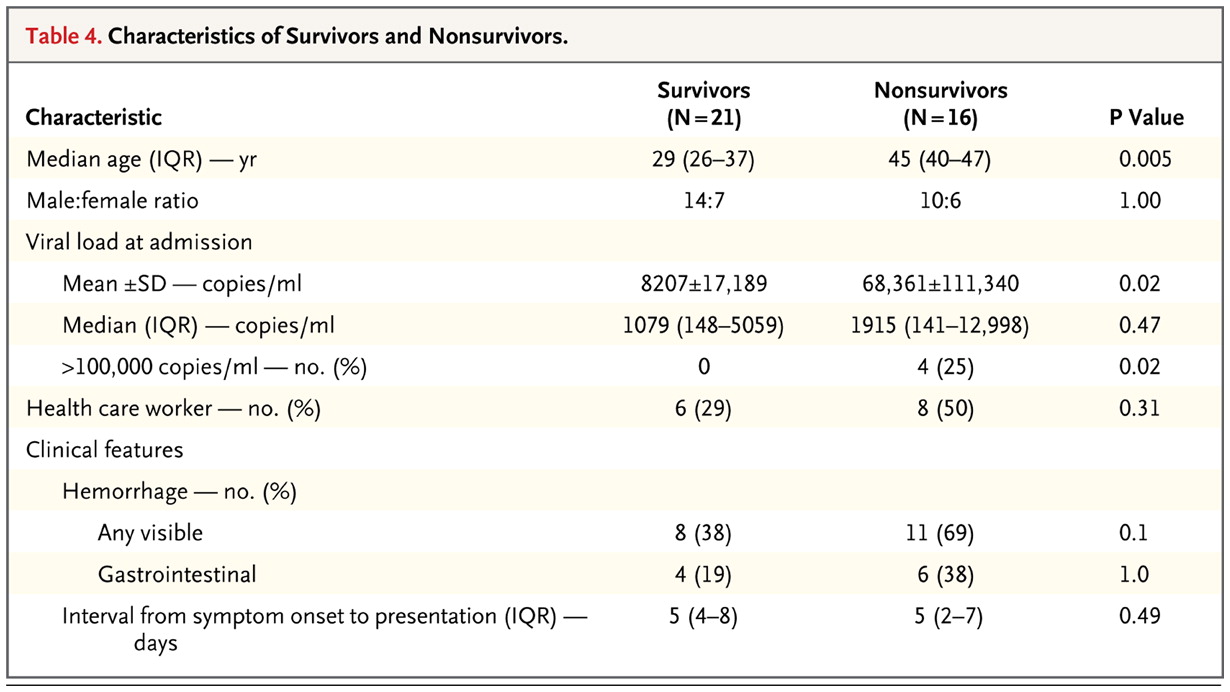 Table 4. Characteristics of Survivors and Nonsurvivors.
Characteristic Survivors (N=21) Nonsurvivors (N=16) P Value
Median age (IQR) — yr 29 (26–37) 45 (40–47) 0.005
Male:female ratio 14:7 10:6 1.00
Viral load at admission
Mean ±SD — copies/ml 8207±17,189 68,361±111,340 0.02
Median (IQR) — copies/ml 1079 (148–5059) 1915 (141–12,998) 0.47
>100,000 copies/ml — no. (%) 0 4 (25) 0.02
Health care worker — no. (%) 6 (29) 8 (50) 0.31
Clinical features
Hemorrhage — no. (%)
Any visible 8 (38) 11 (69) 0.1
Gastrointestinal 4 (19) 6 (38) 1.0
Interval from symptom onset to presentation (IQR) — 5 (4–8) 5 (2–7) 0.49
days